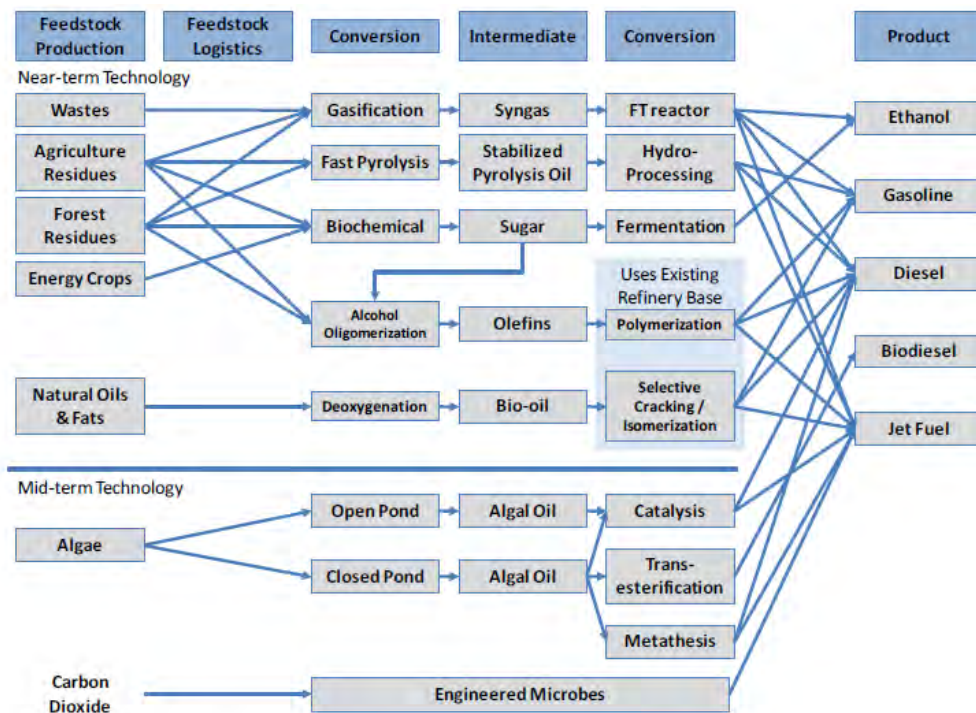 Feedstock
Production
Feedstock
Logistics
Conversion
Intermediate
Conversion
Product
Near-term Technology
Wastes
Gasification
Syngas
FT reactor
Ethanol
Agriculture
Residues
Fast Pyrolysis
Stabilized
Pyrolysis Oil
Hydro-
Processing
Gasoline
Forest
Residues
Biochemical
Sugar
Fermentation
Energy Crops
Diesel
Uses Existing
Refinery Base
Alcohol
Oligomerization
Olefins
Polymerization
Biodiesel
Natural Oils
& Fats
Deoxygenation
Bio-oil
Selective
Cracking /
Isomerization
Jet Fuel
Mid-term Technology
Algae
Open Pond
Algal Oil
Catalysis
Closed Pond
Algal Oil
Trans-
esterification
Metathesis
Carbon
Dioxide
Engineered Microbes